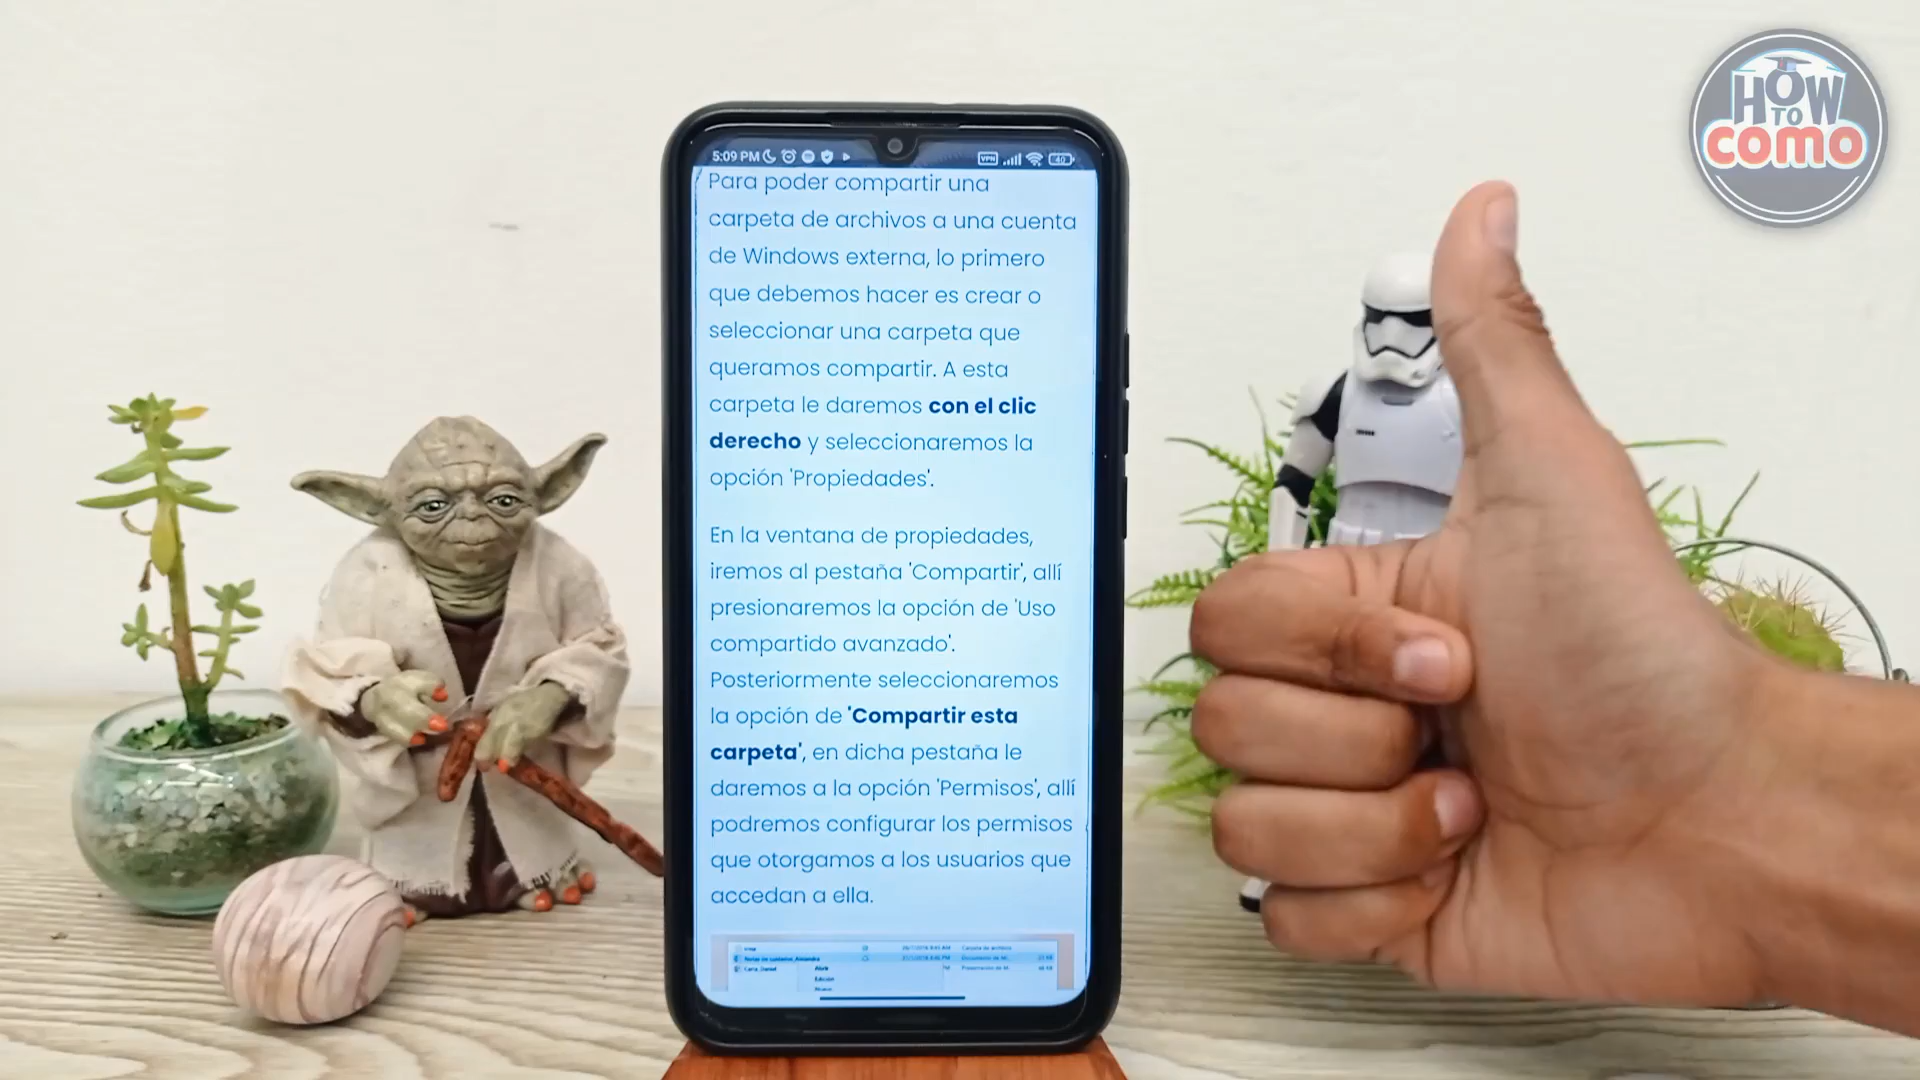 HOW
TO
COMO
5:09 PM
VPN
40
Para poder compartir una
carpeta de archivos a una cuenta
de Windows externa, lo primero
que debemos hacer es crear o
seleccionar una carpeta que
queramos compartir. A esta
carpeta le daremos con el clic
derecho y seleccionaremos la
opción 'Propiedades'.
En la ventana de propiedades,
iremos al pestaña 'Compartir', allí
presionaremos la opción de 'Uso
compartido avanzado'.
Posteriormente seleccionaremos
la opción de 'Compartir esta
carpeta', en dicha pestaña le
daremos a la opción 'Permisos', allí
podremos configurar los permisos
que otorgamos a los usuarios que
accedan a ella.
Abrir
Edición